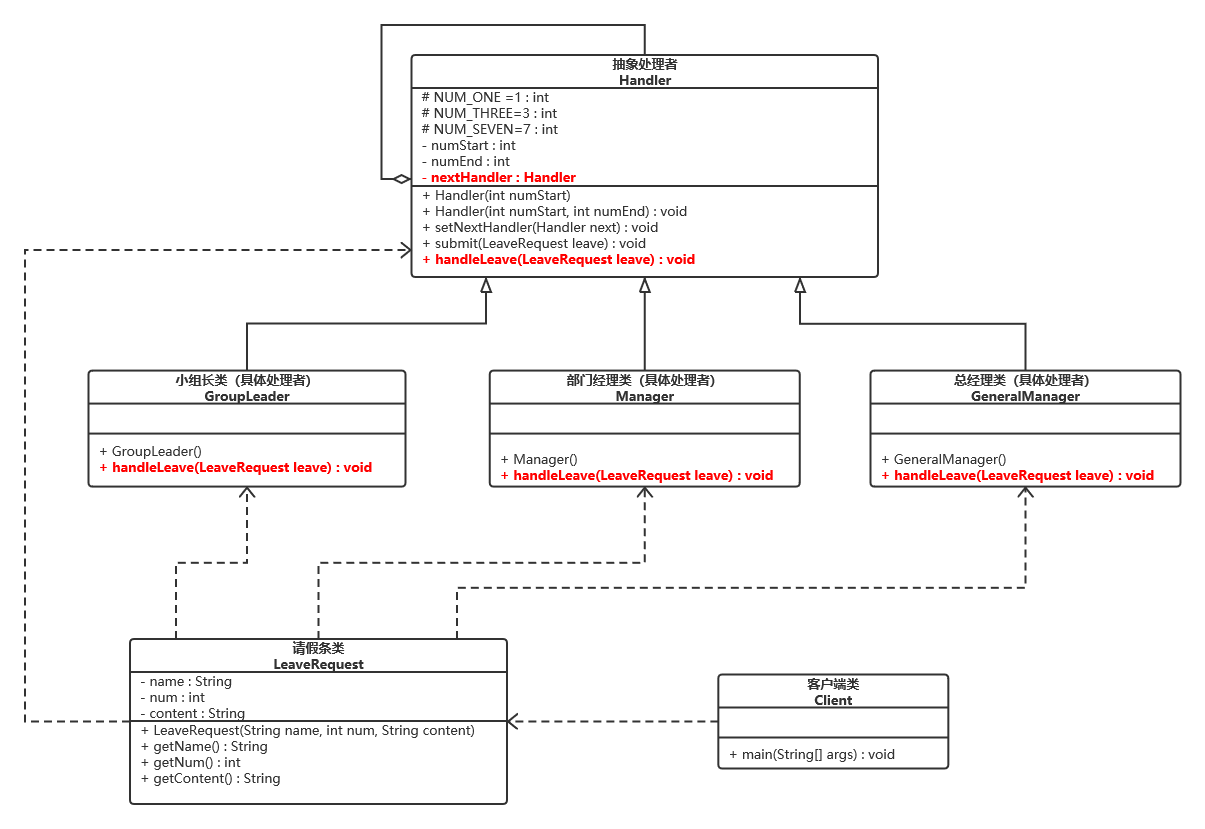 抽象处理者
Handler
# NUM_ONE =1 : int
# NUM_THREE=3 : int
# NUM_SEVEN=7 : int
- numStart : int
- numEnd : int
- nextHandler : Handler
+ Handler(int numStart)
+ Handler(int numStart, int numEnd) : void
+ setNextHandler(Handler next) : void
+ submit(LeaveRequest leave) : void
+ handleLeave(LeaveRequest leave) : void
小组长类（具体处理者）
GroupLeader
+ GroupLeader()
+ handleLeave(LeaveRequest leave) : void
部门经理类（具体处理者）
Manager
+ Manager()
+ handleLeave(LeaveRequest leave) : void
总经理类（具体处理者）
GeneralManager
+ GeneralManager()
+ handleLeave(LeaveRequest leave) : void
请假条类
LeaveRequest
- name : String
- num : int
- content : String
+ LeaveRequest(String name, int num, String content)
+ getName() : String
+ getNum() : int
+ getContent() : String
客户端类
Client
+ main(String[] args) : void